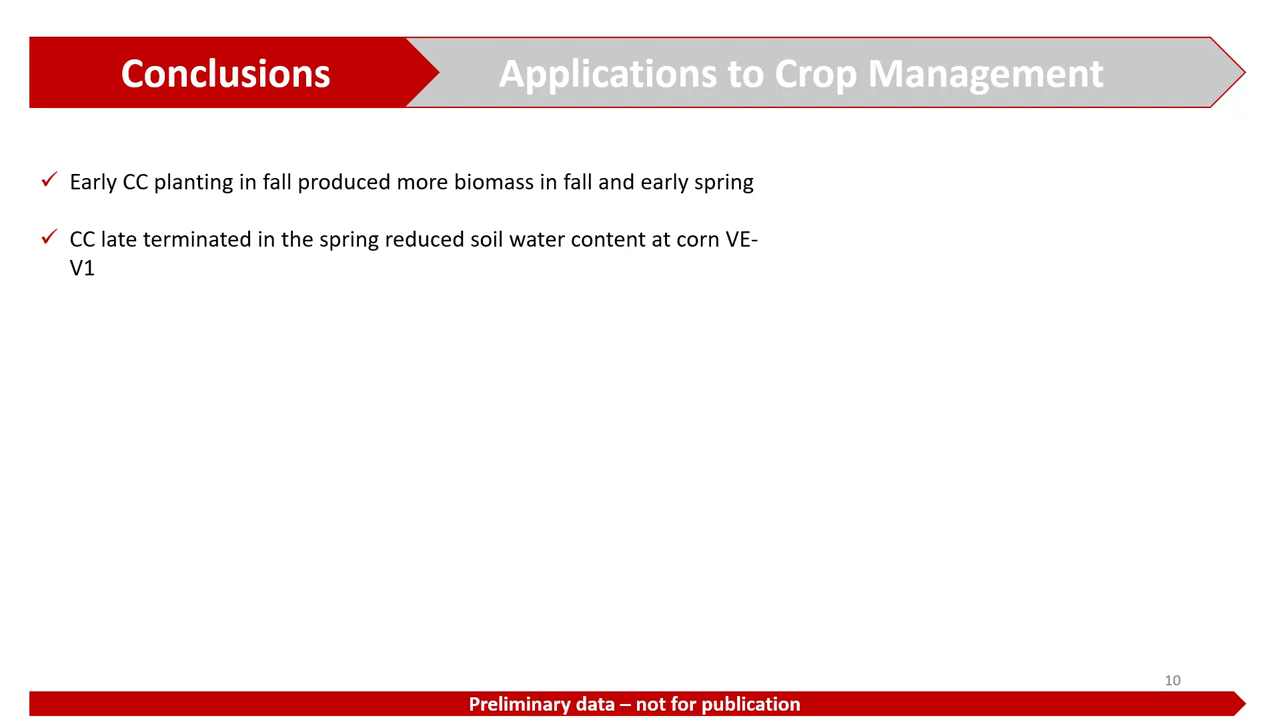 Conclusions
Applications to Crop Management
✓ Early CC planting in fall produced more biomass in fall and early spring
✓ CC late terminated in the spring reduced soil water content at corn VE-
V1
10
Preliminary data – not for publication